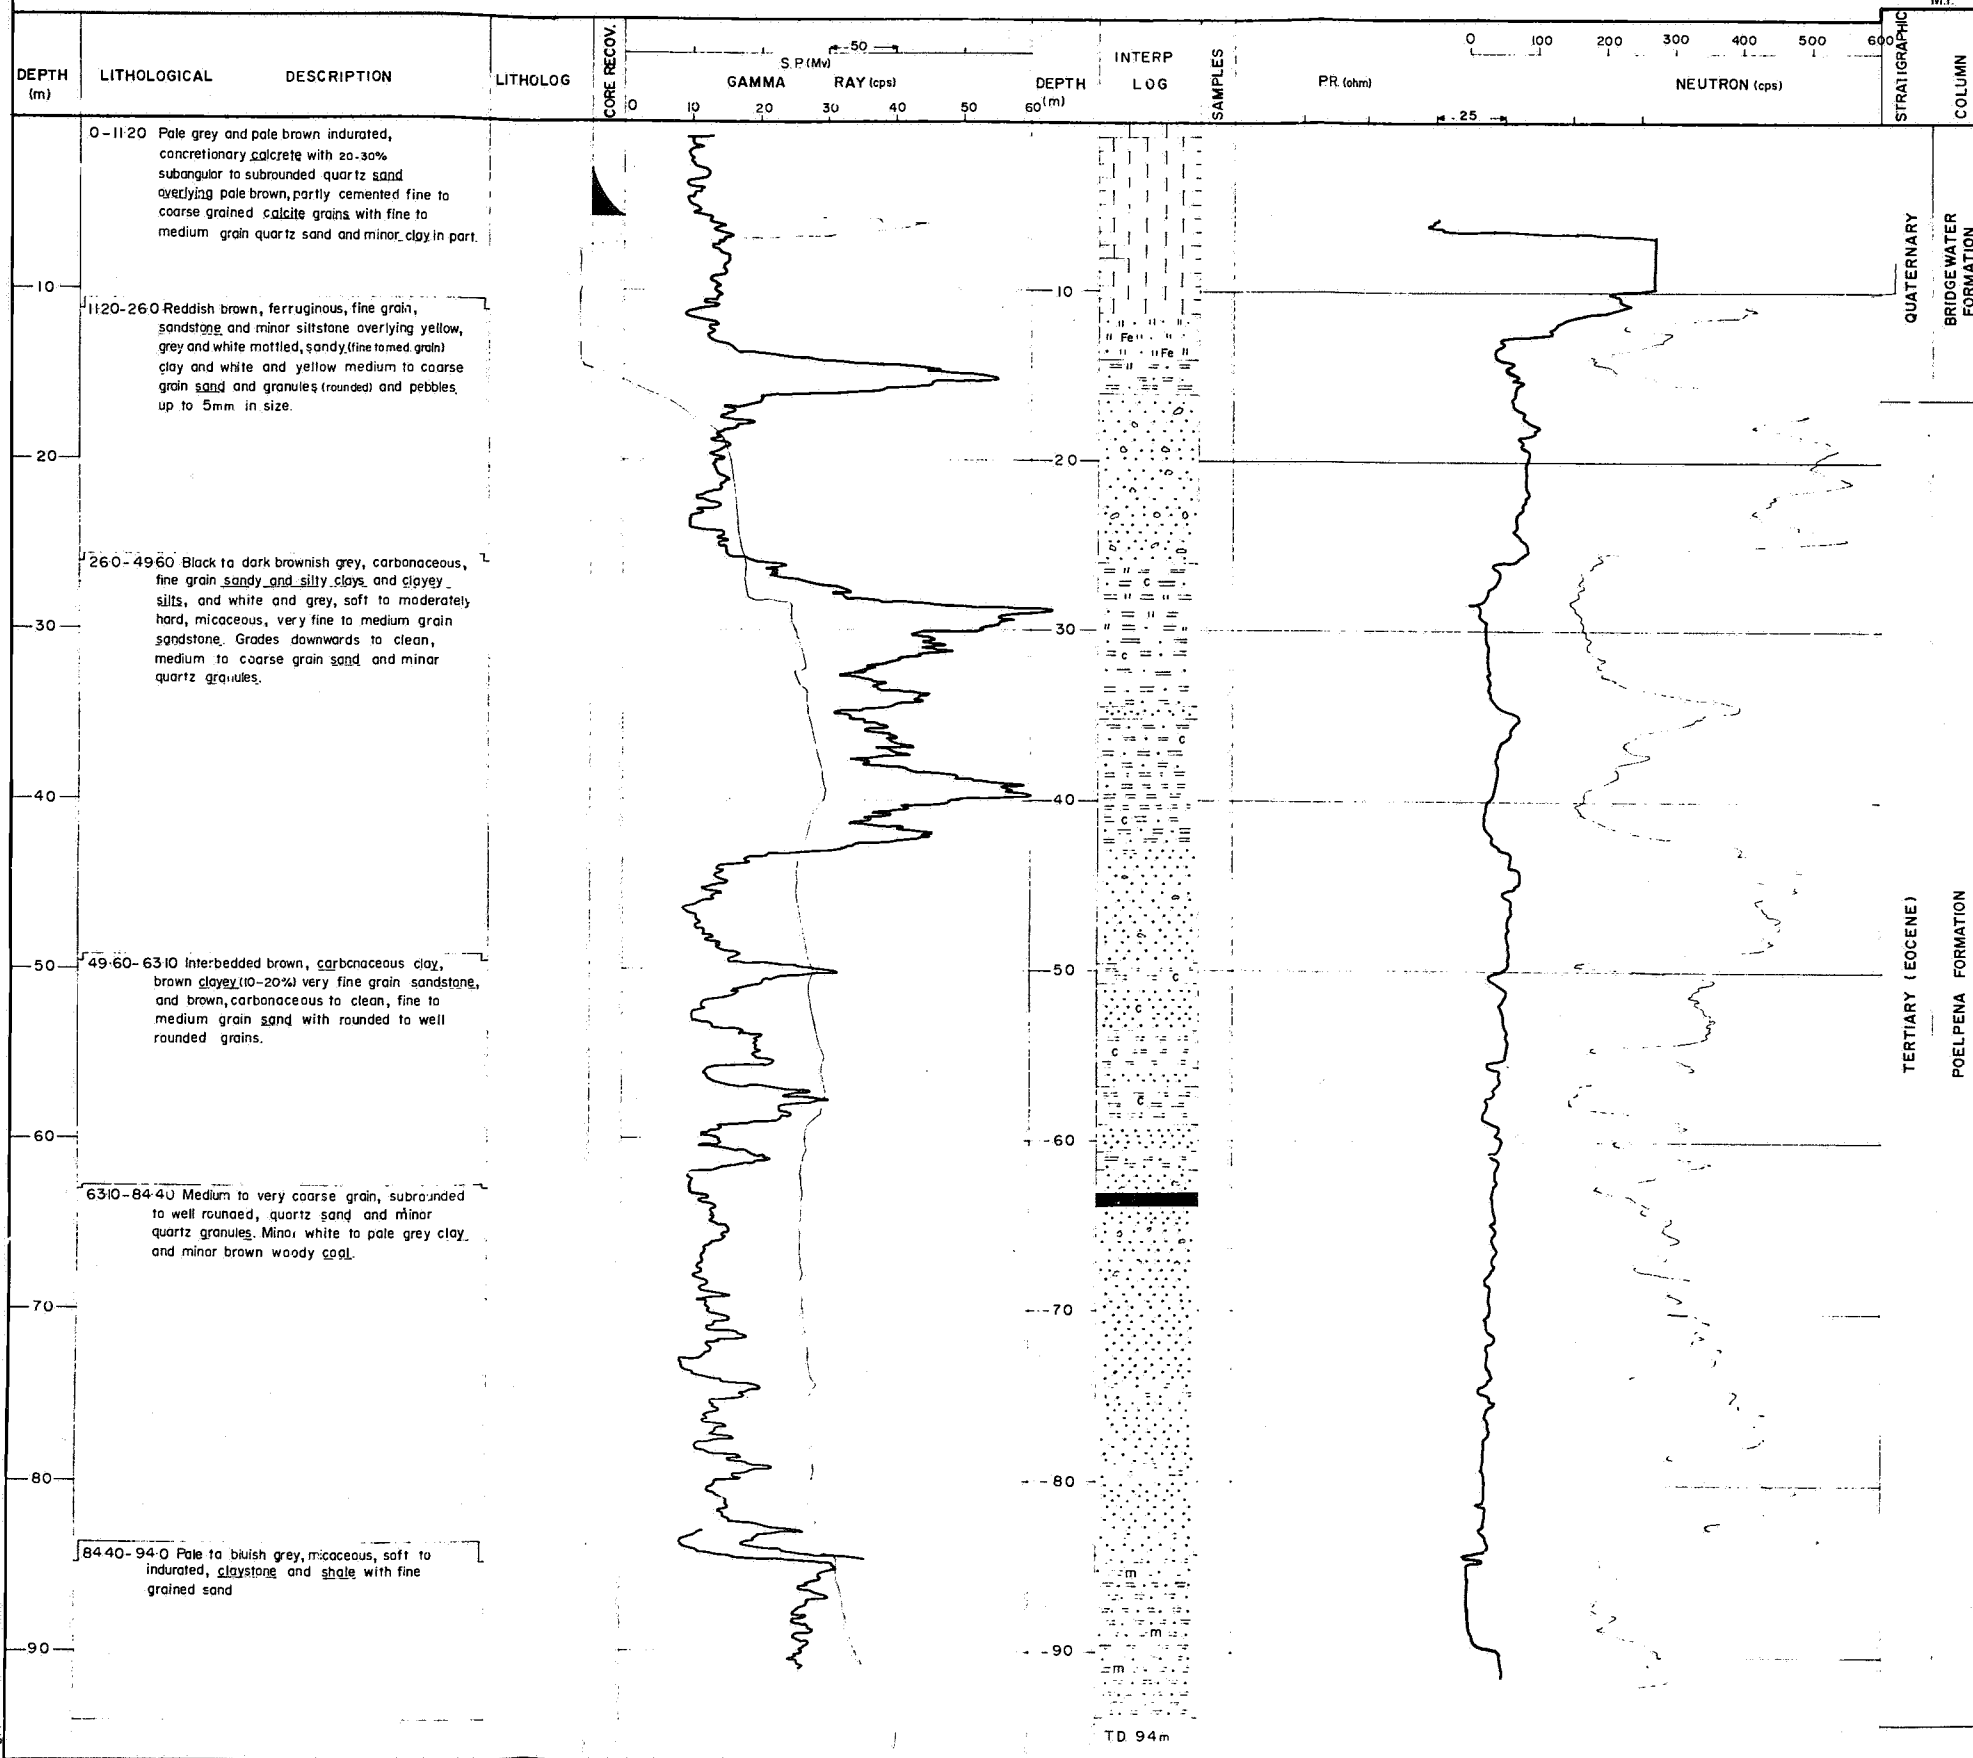 DEPTH
(m)
LITHOLOGICAL DESCRIPTION
LITHOLOG
CORE RECOV.
50
S.P. (Mv)
GAMMA RAY (cps)
0 10 20 30 40 50 60
DEPTH
(m)
INTERP
LOG
SAMPLES
P.R. (ohm)
.25
0 100 200 300 400 500 600
NEUTRON (cps)
STRATIGRAPHIC
COLUMN
0-11·20 Pale grey and pale brown indurated,
concretionary calcrete with 20-30%
subangular to subrounded quartz sand
overlying pale brown, partly cemented fine to
coarse grained calcite grains with fine to
medium grain quartz sand and minor clay in part.
11·20-26·0 Reddish brown, ferruginous, fine grain,
sandstone and minor siltstone overlying yellow,
grey and white mottled, sandy (fine to med. grain)
clay and white and yellow medium to coarse
grain sand and granules (rounded) and pebbles
up to 5mm in size.
26·0-49·60 Black to dark brownish grey, carbonaceous,
fine grain sandy and silty clays and clayey
silts, and white and grey, soft to moderately
hard, micaceous, very fine to medium grain
sandstone. Grades downwards to clean,
medium to coarse grain sand and minor
quartz granules.
49·60-63·10 Interbedded brown, carbonaceous clay,
brown clayey (10-20%) very fine grain sandstone,
and brown, carbonaceous to clean, fine to
medium grain sand with rounded to well
rounded grains.
63·10-84·40 Medium to very coarse grain, subrounded
to well rounded, quartz sand and minor
quartz granules. Minor white to pale grey clay
and minor brown woody coal.
84·40-94·0 Pale to bluish grey, micaceous, soft to
indurated, claystone and shale with fine
grained sand
10
20
30
40
50
60
70
80
90
10
20
30
40
50
60
70
80
90
Fe
Fe
C
C
C
C
C
C
C
C
m
m
m
T.D. 94m
QUATERNARY
BRIDGEWATER
FORMATION
TERTIARY (EOCENE)
POELPENA FORMATION